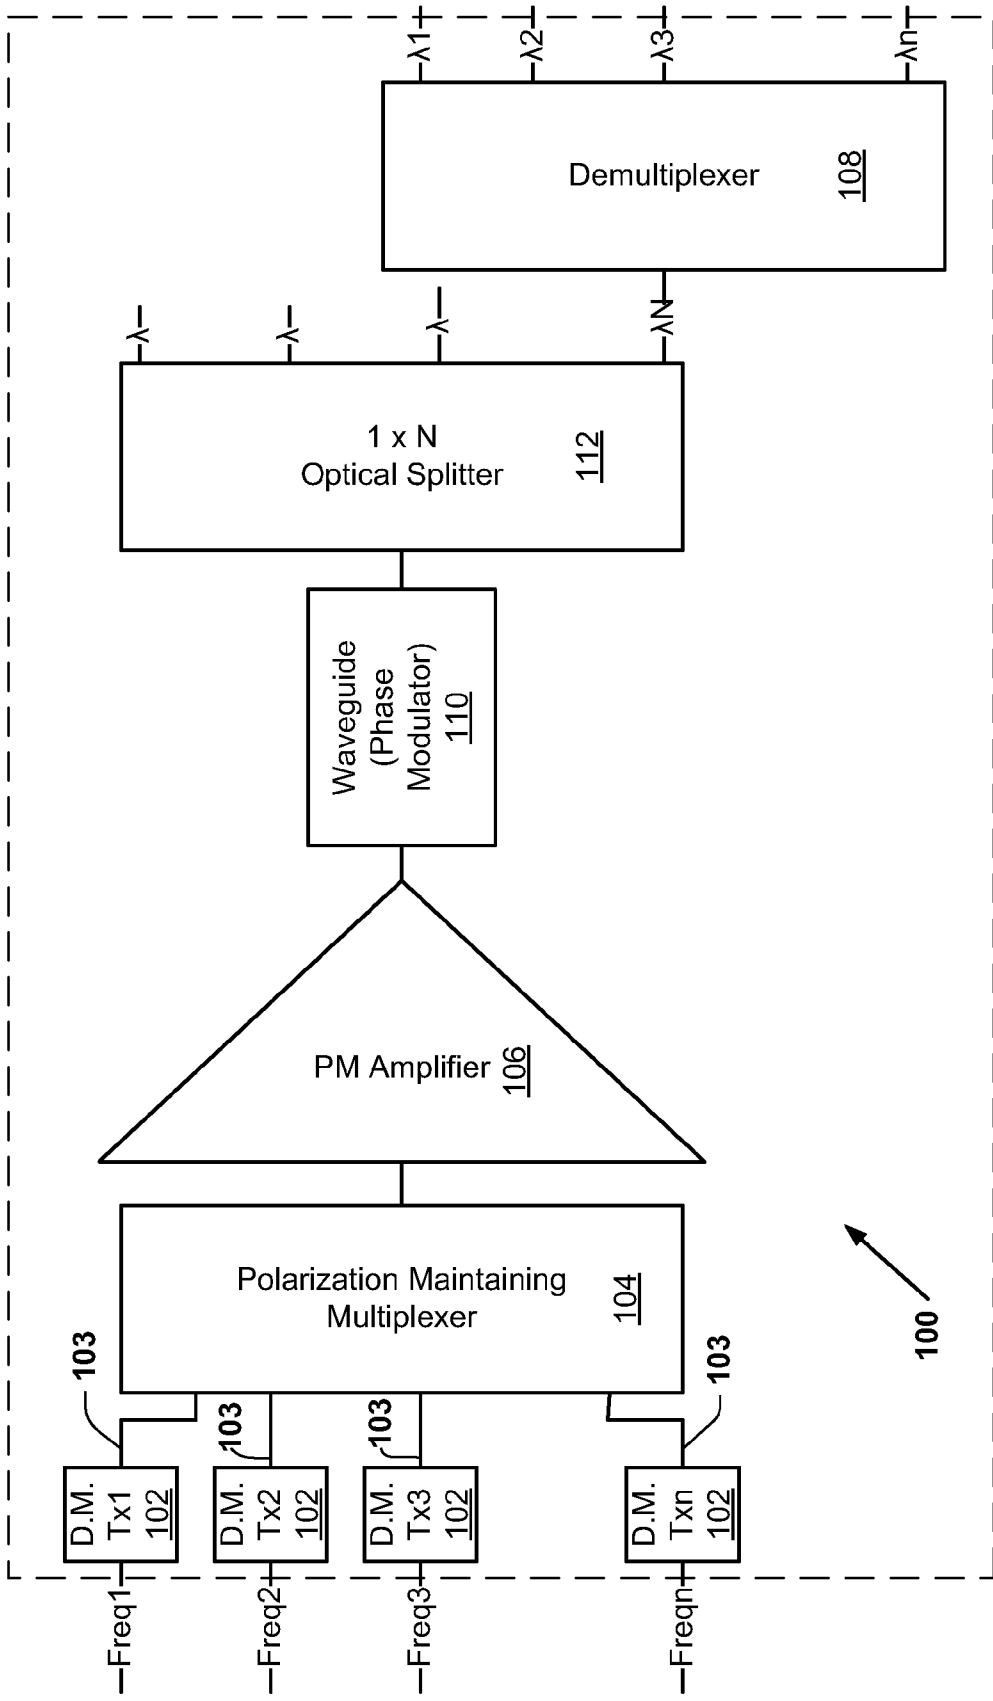 Freq1
Freq2
Freq3
Freqn
D.M.
Tx1
102
D.M.
Tx2
102
D.M.
Tx3
102
D.M.
Txn
102
103
103
103
103
Polarization Maintaining
Multiplexer
104
PM Amplifier
106
Waveguide
(Phase
Modulator)
110
1 x N
Optical Splitter
112
λ
λ
λ
λN
Demultiplexer
108
λ1
λ2
λ3
λn
100